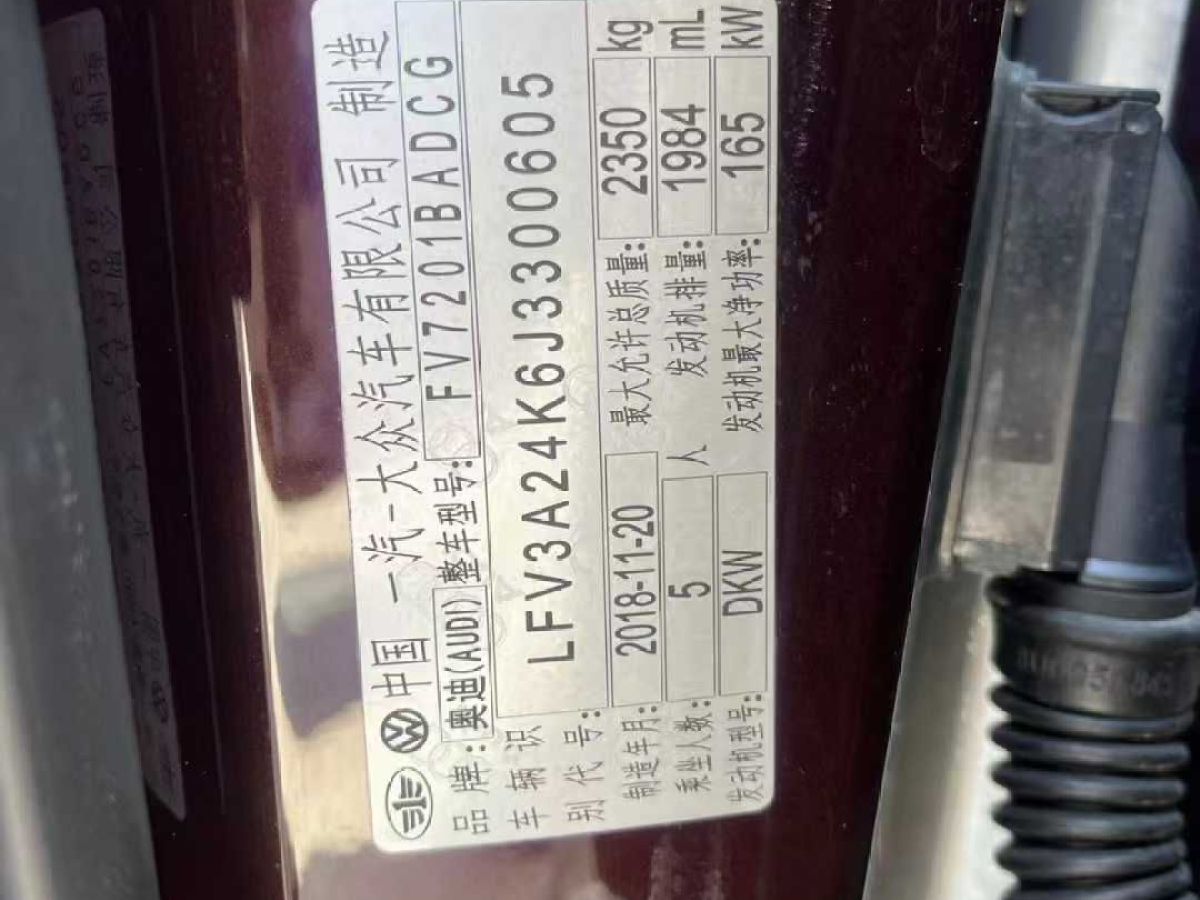 中国 一汽-大众汽车有限公司 制造
品牌: 奥迪(AUDI) 整车型号: FV7201BADCG
车辆识别代号: LFV3A24K6J3300605
制造年月: 2018-11-20 最大允许总质量: 2350 kg
乘坐人数: 5 人 发动机排量: 1984 mL
发动机型号: DKW 发动机最大净功率: 165 kW